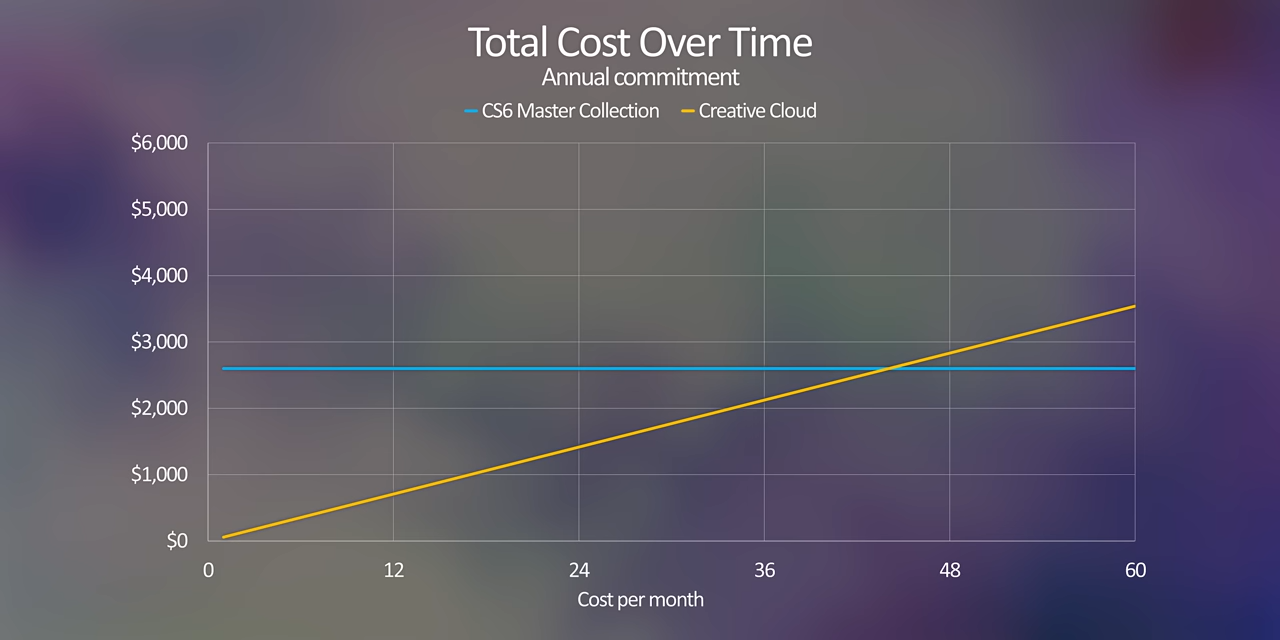 Total Cost Over Time
Annual commitment
CS6 Master Collection Creative Cloud
$6,000
$5,000
$4,000
$3,000
$2,000
$1,000
$0
0 12 24 36 48 60
Cost per month